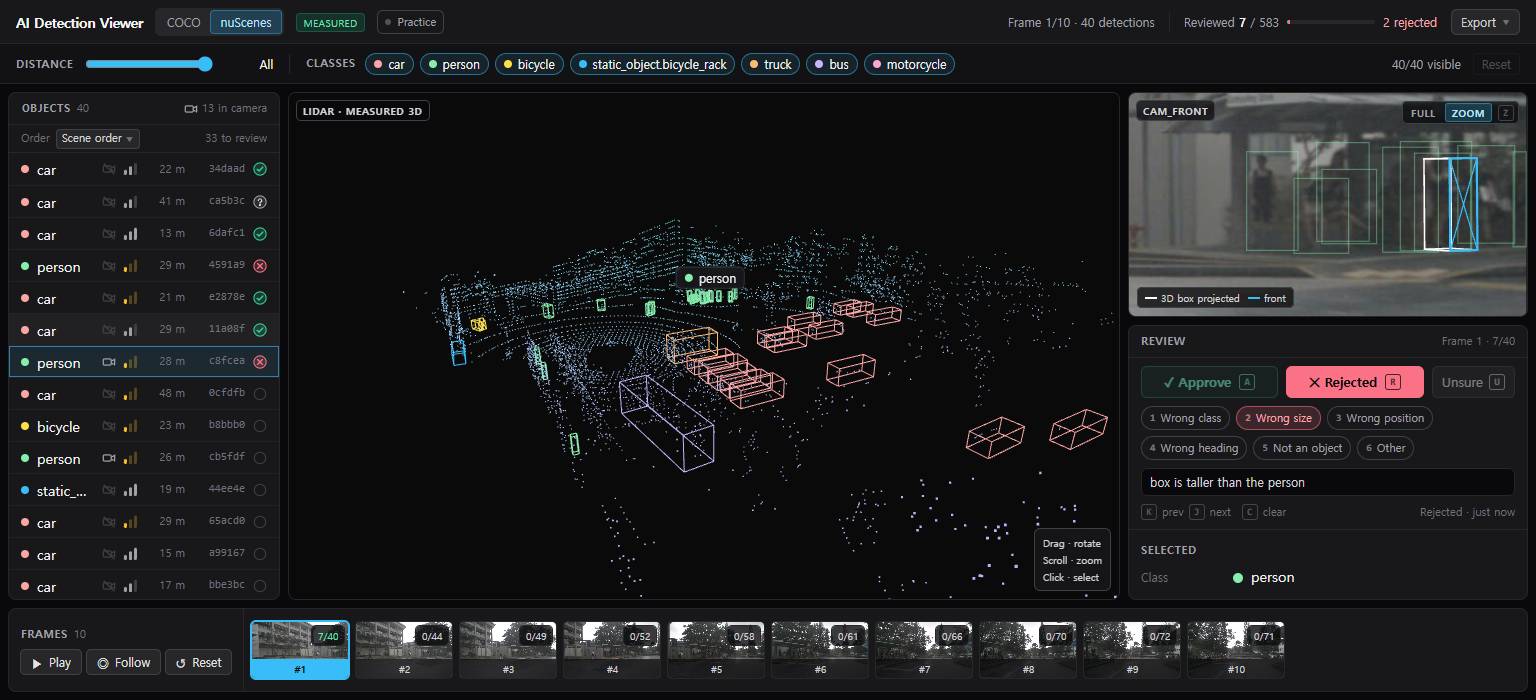 AI Detection Viewer COCO nuScenes MEASURED Practice Frame 1/10 · 40 detections Reviewed 7 / 583 2 rejected Export
DISTANCE All CLASSES car person bicycle static_object.bicycle_rack truck bus motorcycle 40/40 visible Reset
OBJECTS 40 13 in camera
Order Scene order 33 to review
car 22 m 34daad
car 41 m ca5b3c
car 13 m 6dafc1
person 29 m 4591a9
car 21 m e2878e
car 29 m 11a08f
person 28 m c8fcea
car 48 m 0cfdfb
bicycle 23 m b8bbb0
person 26 m cb5fdf
static_... 19 m 44ee4e
car 29 m 65acd0
car 15 m a99167
car 17 m bbe3bc
LIDAR · MEASURED 3D
person
Drag · rotate
Scroll · zoom
Click · select
CAM_FRONT FULL ZOOM Z
3D box projected front
REVIEW Frame 1 · 7/40
Approve A Rejected R Unsure U
1 Wrong class 2 Wrong size 3 Wrong position
4 Wrong heading 5 Not an object 6 Other
box is taller than the person
K prev J next C clear Rejected · just now
SELECTED
Class person
FRAMES 10
Play Follow Reset
7/40 0/44 0/49 0/52 0/58 0/61 0/66 0/70 0/72 0/71
#1 #2 #3 #4 #5 #6 #7 #8 #9 #10